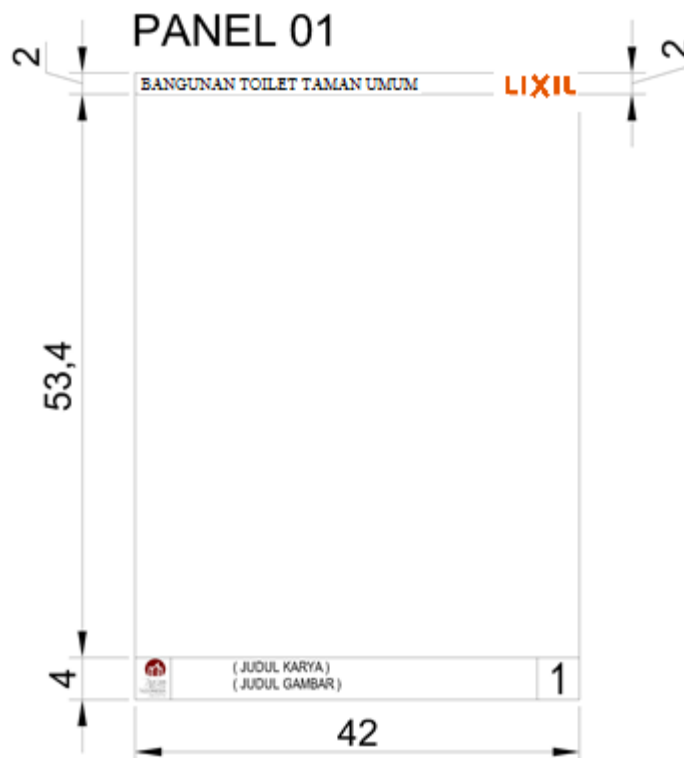 PANEL 01
2
2
BANGUNAN TOILET TAMAN UMUM
LIXIL
53,4
4
( JUDUL KARYA )
( JUDUL GAMBAR )
1
42